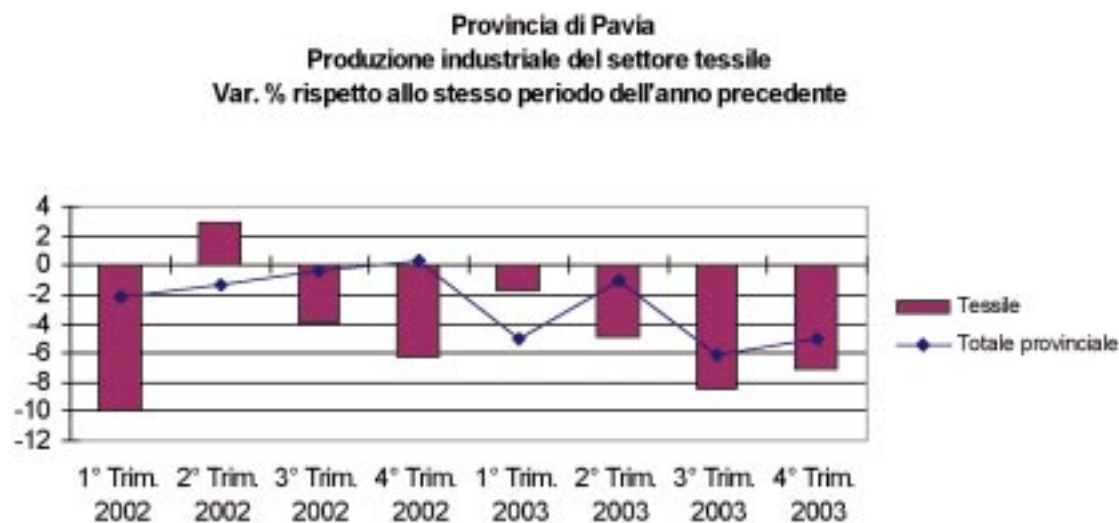 Provincia di Pavia
Produzione industriale del settore tessile
Var. % rispetto allo stesso periodo dell'anno precedente
4
2
0
-2
-4
-6
-8
-10
-12
1° Trim. 2° Trim. 3° Trim. 4° Trim. 1° Trim. 2° Trim. 3° Trim. 4° Trim.
2002 2002 2002 2002 2003 2003 2003 2003
Tessile
Totale provinciale